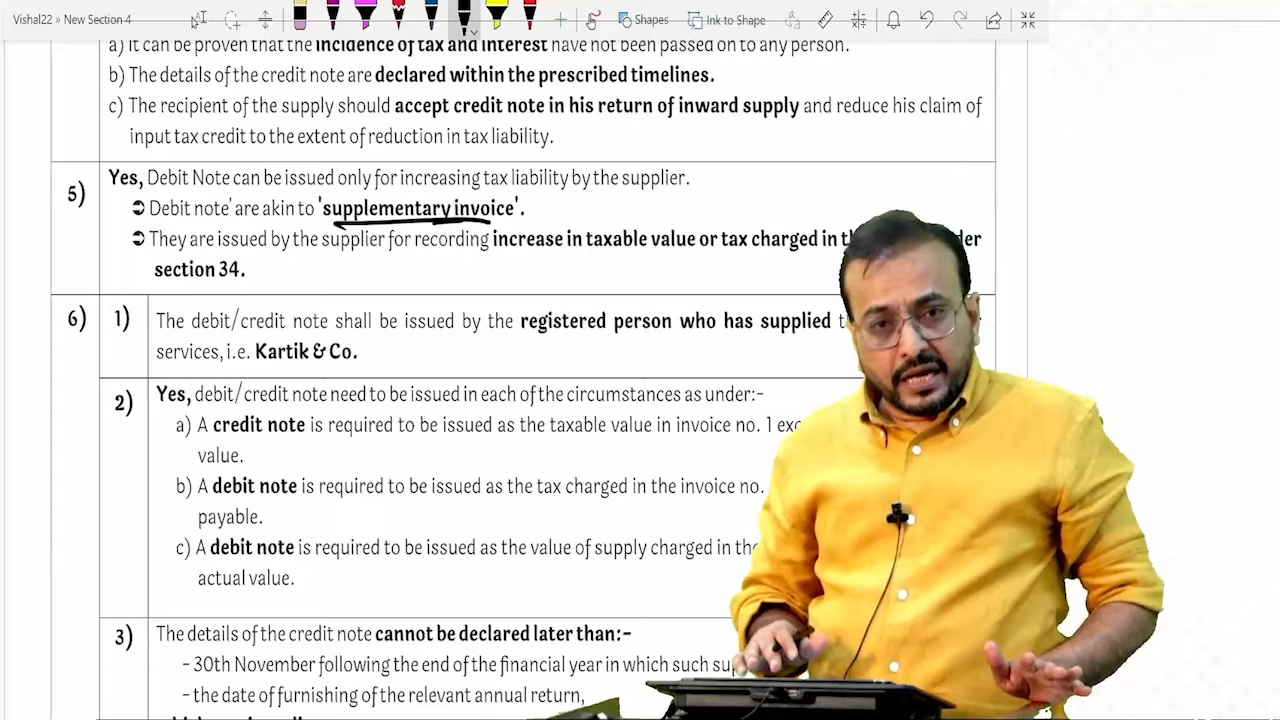 Vishal22 » New Section 4
Shapes
Ink to Shape
a) It can be proven that the incidence of tax and interest have not been passed on to any person.
b) The details of the credit note are declared within the prescribed timelines.
c) The recipient of the supply should accept credit note in his return of inward supply and reduce his claim of
input tax credit to the extent of reduction in tax liability.
5)
Yes, Debit Note can be issued only for increasing tax liability by the supplier.
➲ Debit note' are akin to 'supplementary invoice'.
➲ They are issued by the supplier for recording increase in taxable value or tax charged in
section 34.
6) 1) The debit/credit note shall be issued by the registered person who has supplied
services, i.e. Kartik & Co.
2) Yes, debit/credit note need to be issued in each of the circumstances as under:-
a) A credit note is required to be issued as the taxable value in invoice no. 1
value.
b) A debit note is required to be issued as the tax charged in the invoice no.
payable.
c) A debit note is required to be issued as the value of supply charged in
actual value.
3) The details of the credit note cannot be declared later than:-
- 30th November following the end of the financial year in which such
- the date of furnishing of the relevant annual return,